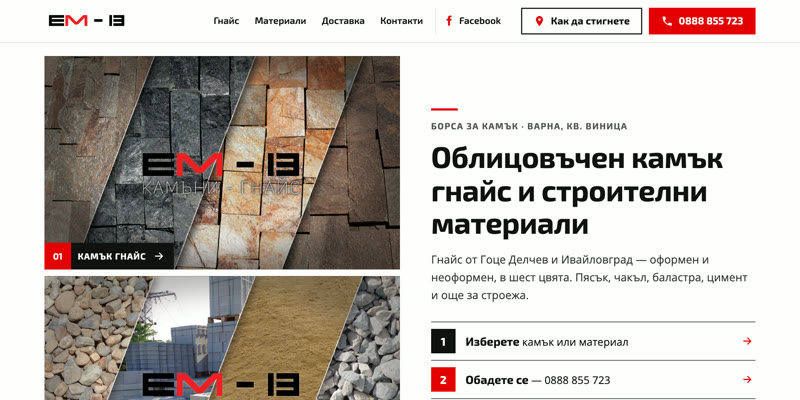 EM - 13
Гнайс
Материали
Доставка
Контакти
Facebook
Как да стигнете
0888 855 723
EM - 13
КАМЪНИ - ГНАЙС
01 КАМЪК ГНАЙС →
БОРСА ЗА КАМЪК · ВАРНА, КВ. ВИНИЦА
Облицовъчен камък
гнайс и строителни
материали
Гнайс от Гоце Делчев и Ивайловград — оформен и
неоформен, в шест цвята. Пясък, чакъл, баластра, цимент
и още за строежа.
1 Изберете камък или материал →
2 Обадете се — 0888 855 723 →
EM - 13